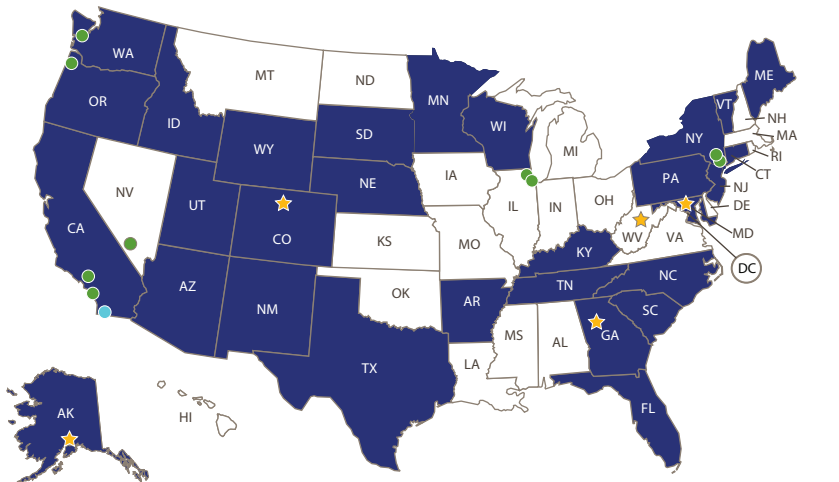 WA
MT
ND
MN
ME
OR
ID
SD
WI
VT
NH
MA
NY
MI
RI
CT
WY
NE
IA
PA
NJ
NV
UT
CO
IL
IN
OH
DE
MD
CA
KS
MO
WV
VA
KY
DC
AZ
NM
OK
AR
TN
NC
SC
MS
AL
GA
TX
LA
FL
AK
HI